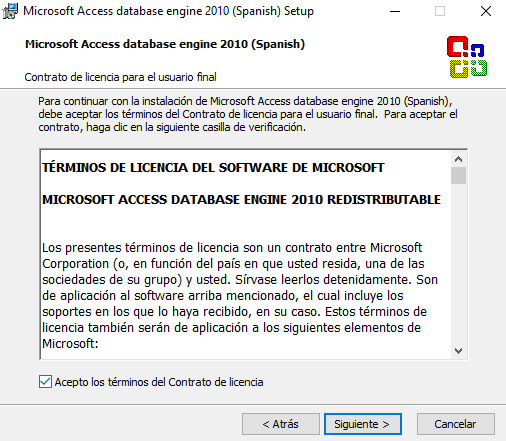 Microsoft Access database engine 2010 (Spanish) Setup
Microsoft Access database engine 2010 (Spanish)
Contrato de licencia para el usuario final
Para continuar con la instalación de Microsoft Access database engine 2010 (Spanish),
debe aceptar los términos del Contrato de licencia para el usuario final.  Para aceptar el
contrato, haga clic en la siguiente casilla de verificación.
TÉRMINOS DE LICENCIA DEL SOFTWARE DE MICROSOFT
MICROSOFT ACCESS DATABASE ENGINE 2010 REDISTRIBUTABLE
Los presentes términos de licencia son un contrato entre Microsoft
Corporation (o, en función del país en que usted resida, una de las
sociedades de su grupo) y usted. Sírvase leerlos detenidamente. Son
de aplicación al software arriba mencionado, el cual incluye los
soportes en los que lo haya recibido, en su caso. Estos términos de
licencia también serán de aplicación a los siguientes elementos de
Microsoft:
Acepto los términos del Contrato de licencia
< Atrás
Siguiente >
Cancelar